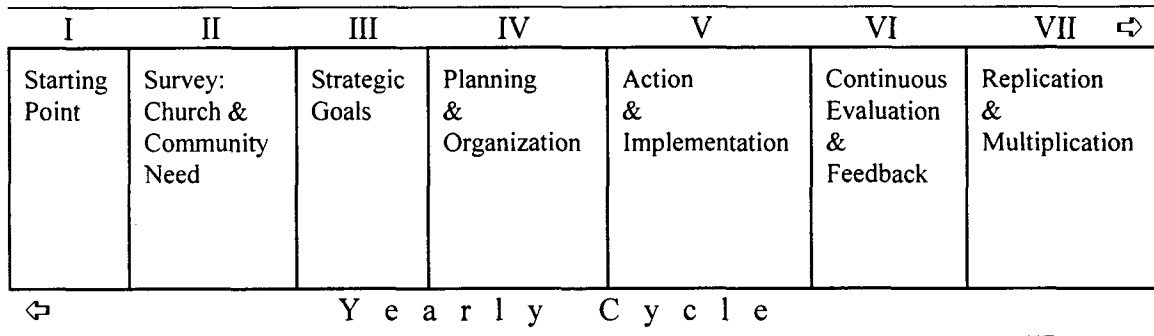 I II III IV V VI VII ⇨
Starting Point
Survey: Church & Community Need
Strategic Goals
Planning & Organization
Action & Implementation
Continuous Evaluation & Feedback
Replication & Multiplication
⇦ Yearly Cycle